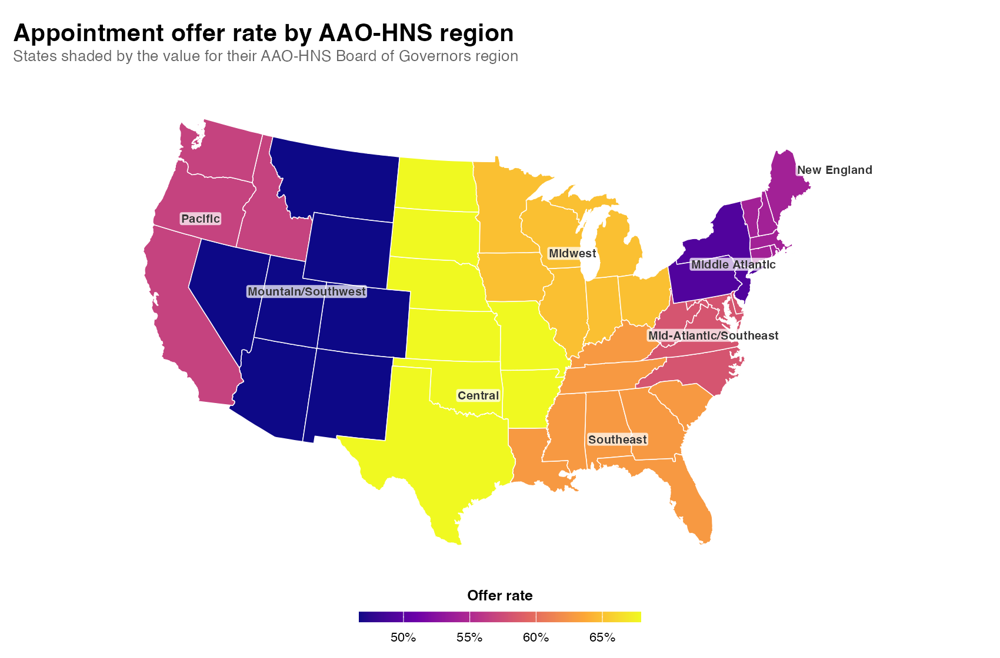 Appointment offer rate by AAO-HNS region
States shaded by the value for their AAO-HNS Board of Governors region
New England
Pacific
Midwest
Middle Atlantic
Mountain/Southwest
Mid-Atlantic/Southeast
Central
Southeast
Offer rate
50% 55% 60% 65%